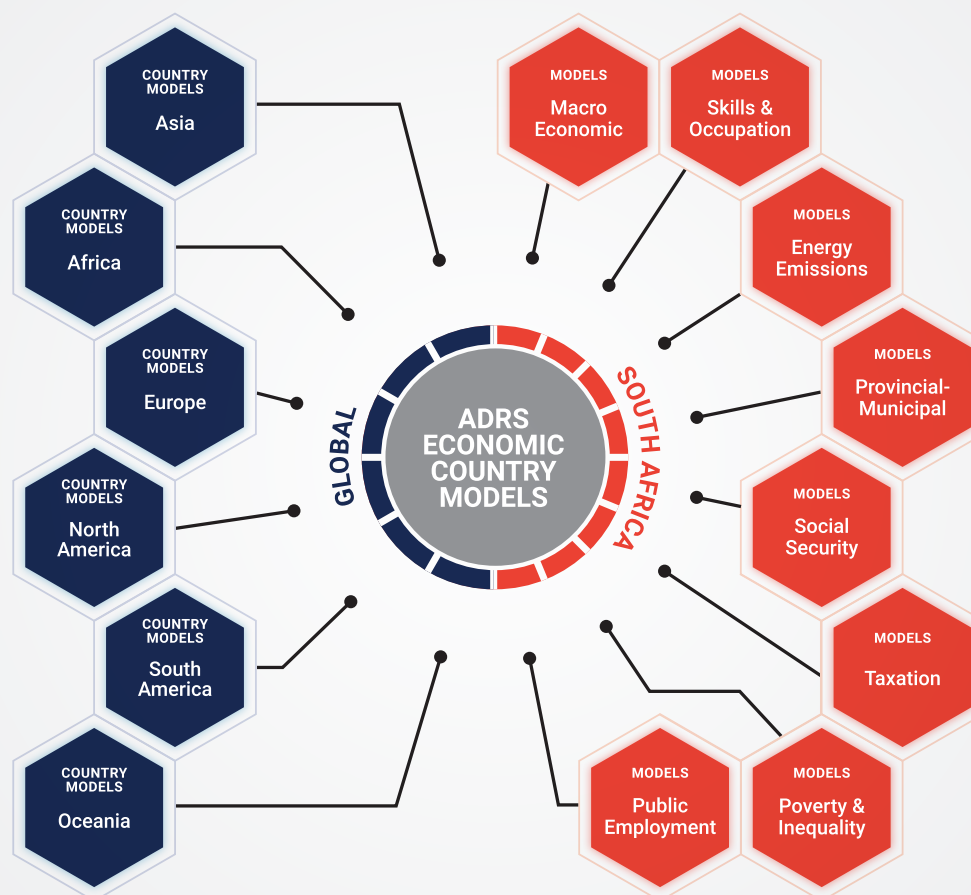 COUNTRY
MODELS
Asia
COUNTRY
MODELS
Africa
COUNTRY
MODELS
Europe
COUNTRY
MODELS
North
America
COUNTRY
MODELS
South
America
COUNTRY
MODELS
Oceania
GLOBAL
ADRS
ECONOMIC
COUNTRY
MODELS
SOUTH AFRICA
MODELS
Macro
Economic
MODELS
Skills &
Occupation
MODELS
Energy
Emissions
MODELS
Provincial-
Municipal
MODELS
Social
Security
MODELS
Taxation
MODELS
Poverty &
Inequality
MODELS
Public
Employment